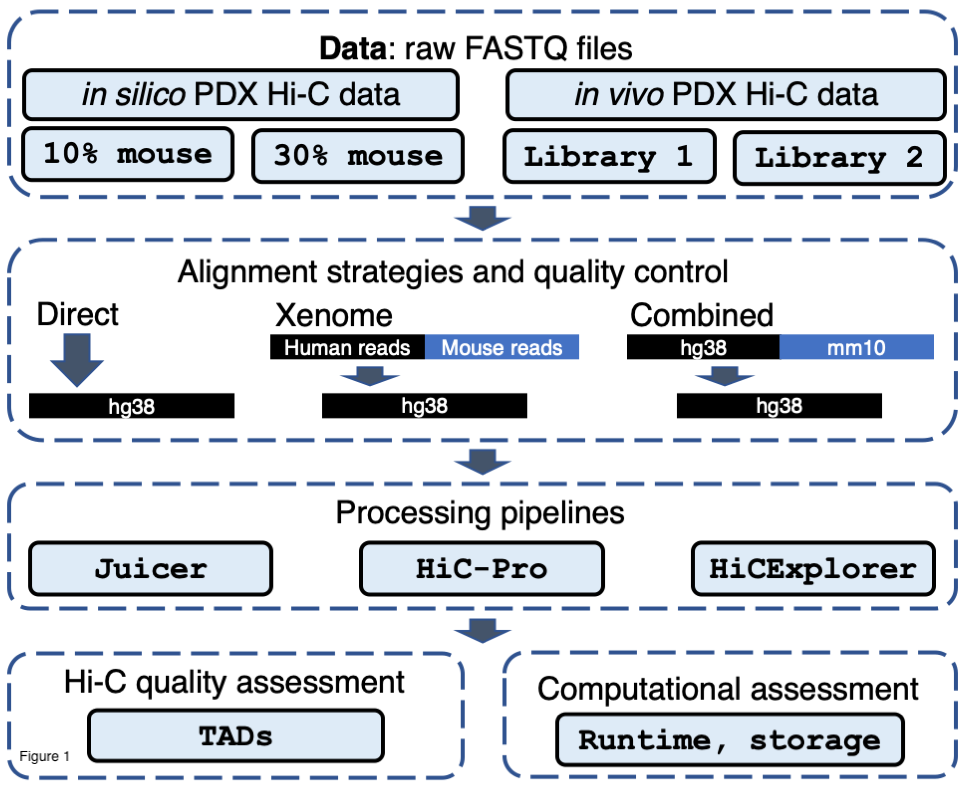 Data: raw FASTQ files
in silico PDX Hi-C data
in vivo PDX Hi-C data
10% mouse
30% mouse
Library 1
Library 2
Alignment strategies and quality control
Direct
Xenome
Combined
Human reads
Mouse reads
hg38
mm10
hg38
hg38
hg38
Processing pipelines
Juicer
HiC-Pro
HiCExplorer
Hi-C quality assessment
TADs
Computational assessment
Runtime, storage
Figure 1